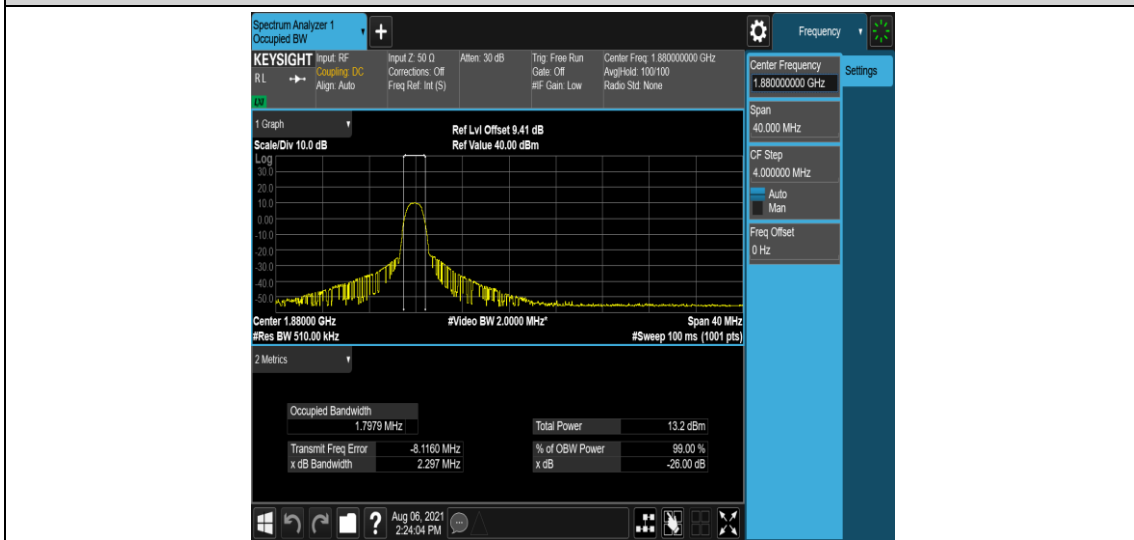 Spectrum Analyzer 1
Occupied BW
+
Frequency
KEYSIGHT
RL
Input: RF
Coupling: DC
Align: Auto
Input Z: 50 Ω
Corrections: Off
Freq Ref: Int (S)
Atten: 30 dB
Trig: Free Run
Gate: Off
#IF Gain: Low
Center Freq: 1.880000000 GHz
Avg|Hold: 100/100
Radio Std: None
Center Frequency
1.880000000 GHz
Settings
Span
40.000 MHz
CF Step
4.000000 MHz
Auto
Man
Freq Offset
0 Hz
1 Graph
Scale/Div 10.0 dB
Ref Lvl Offset 9.41 dB
Ref Value 40.00 dBm
Log
30.0
20.0
10.0
0.00
-10.0
-20.0
-30.0
-40.0
-50.0
Center 1.88000 GHz
#Video BW 2.0000 MHz*
Span 40 MHz
#Res BW 510.00 kHz
#Sweep 100 ms (1001 pts)
2 Metrics
Occupied Bandwidth
1.7979 MHz
Total Power 13.2 dBm
Transmit Freq Error -8.1160 MHz
% of OBW Power 99.00 %
x dB Bandwidth 2.297 MHz
x dB -26.00 dB
?
Aug 06, 2021
2:24:04 PM